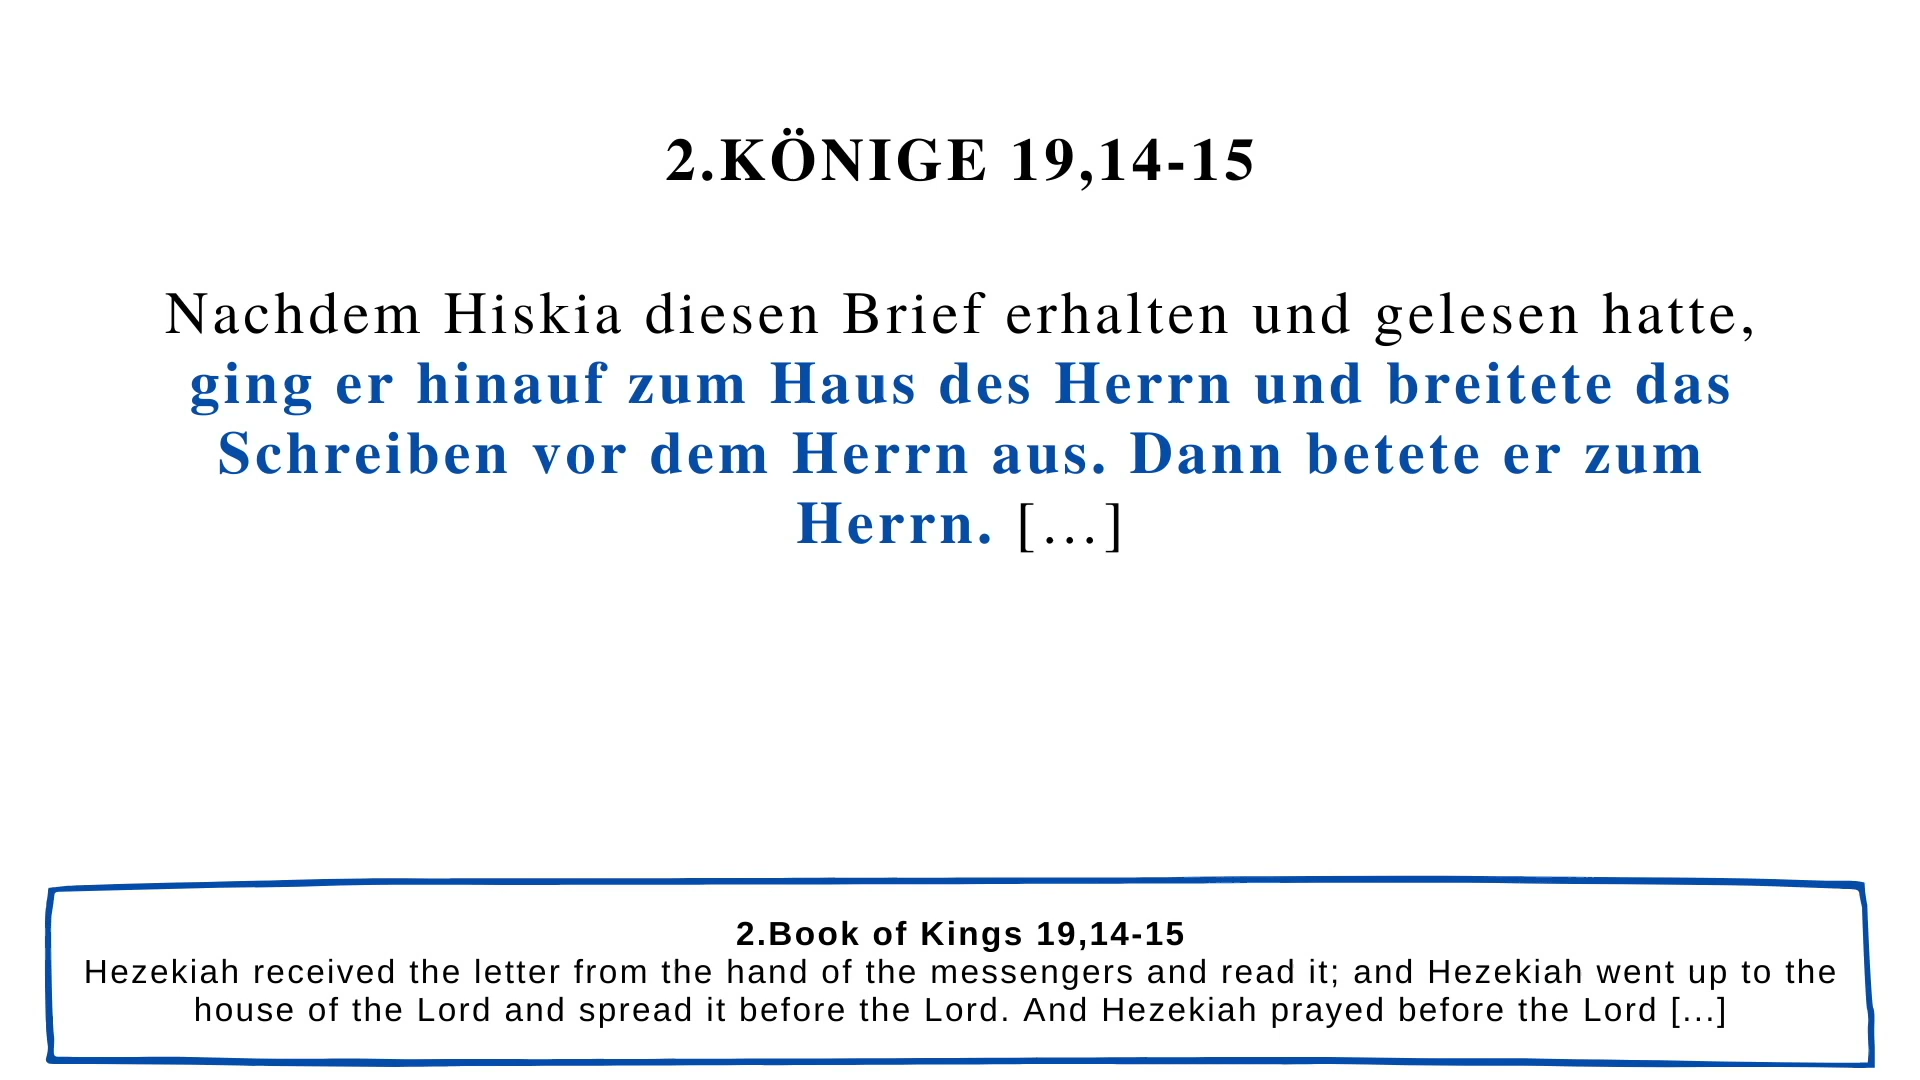 2.KÖNIGE 19,14-15
Nachdem Hiskia diesen Brief erhalten und gelesen hatte,
ging er hinauf zum Haus des Herrn und breitete das
Schreiben vor dem Herrn aus. Dann betete er zum
Herrn. [...]
2.Book of Kings 19,14-15
Hezekiah received the letter from the hand of the messengers and read it; and Hezekiah went up to the
house of the Lord and spread it before the Lord. And Hezekiah prayed before the Lord [...]